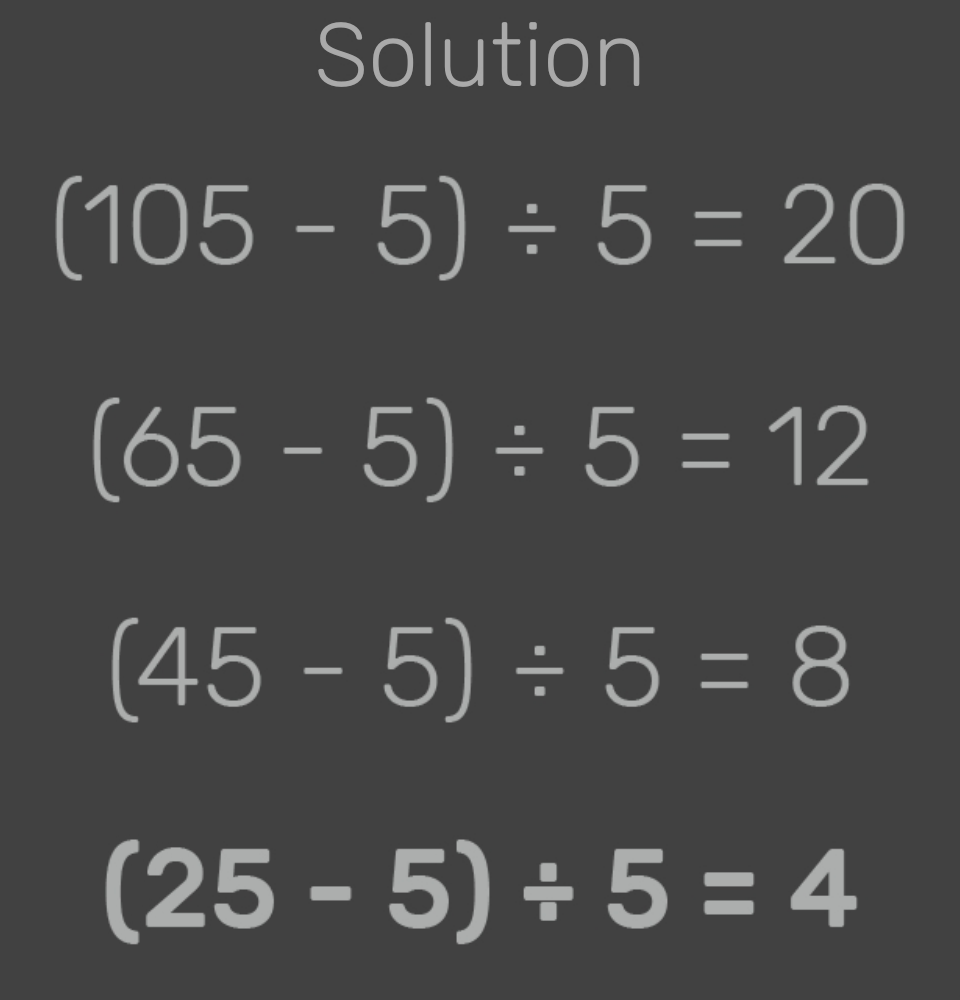 Solution
(105 - 5) ÷ 5 = 20
(65 - 5) ÷ 5 = 12
(45 - 5) ÷ 5 = 8
(25 - 5) ÷ 5 = 4